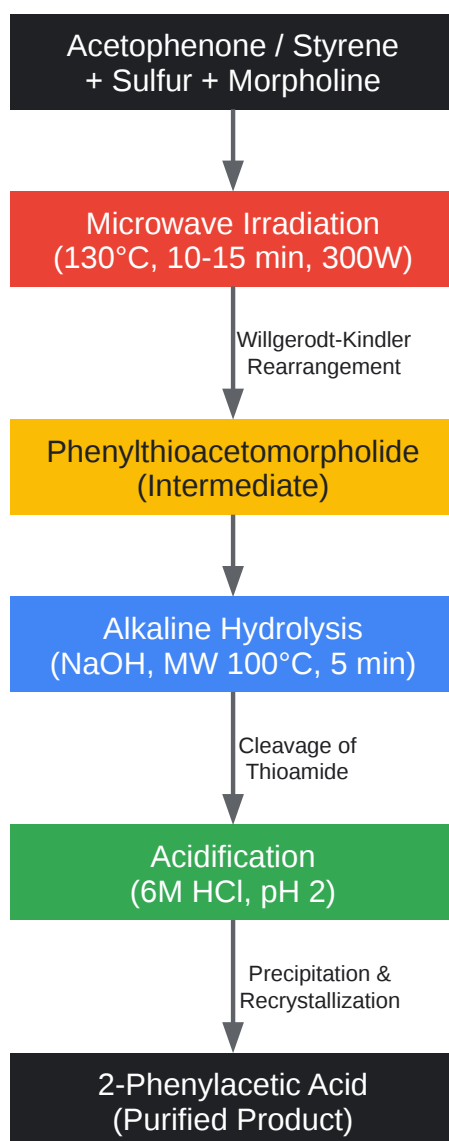 Acetophenone / Styrene
+ Sulfur + Morpholine
Microwave Irradiation
(130°C, 10-15 min, 300W)
Willgerodt-Kindler
Rearrangement
Phenylthioacetomorpholide
(Intermediate)
Alkaline Hydrolysis
(NaOH, MW 100°C, 5 min)
Cleavage of
Thioamide
Acidification
(6M HCl, pH 2)
Precipitation &
Recrystallization
2-Phenylacetic Acid
(Purified Product)